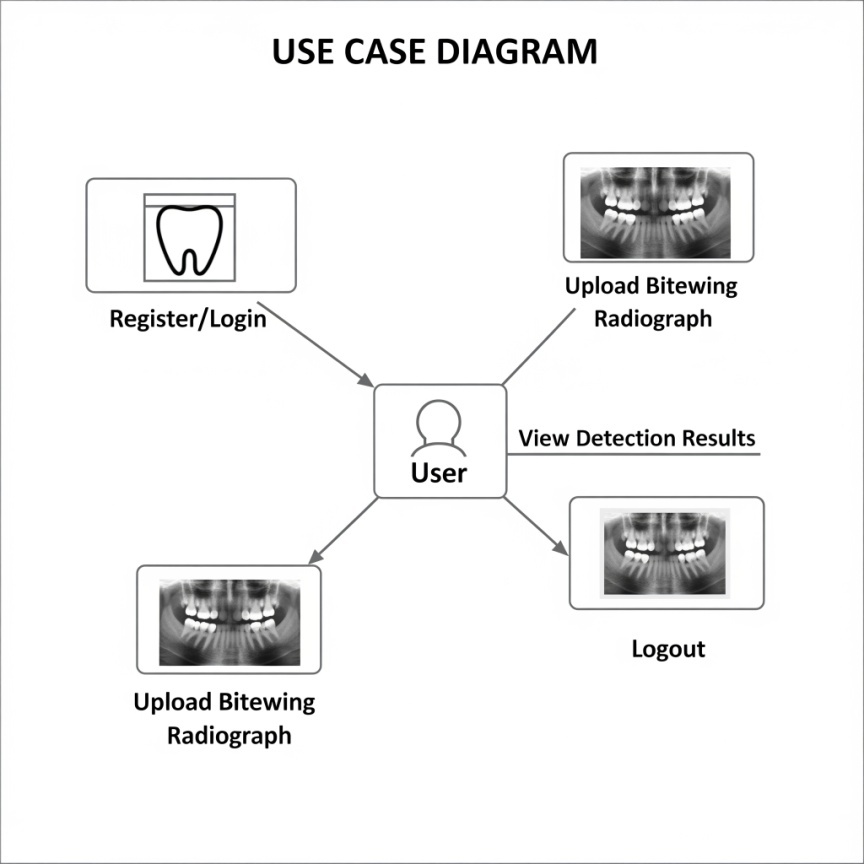 USE CASE DIAGRAM
Register/Login
Upload Bitewing
Radiograph
View Detection Results
User
Logout
Upload Bitewing
Radiograph